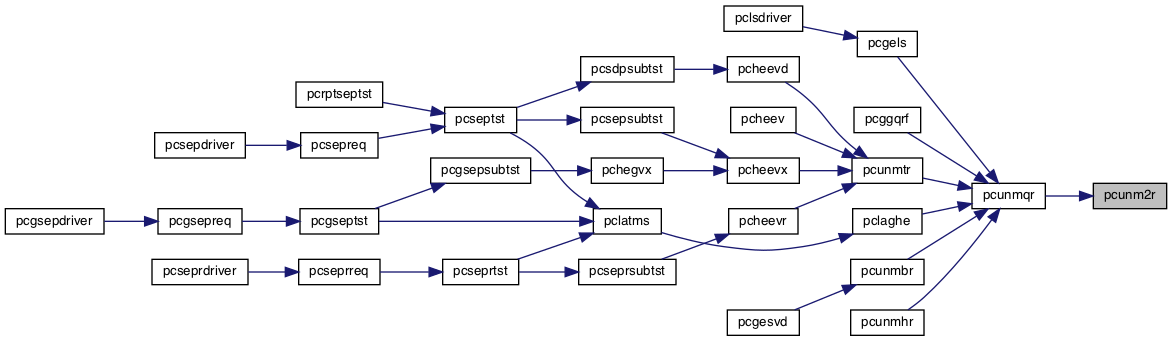 pclsdriver
pcgels
pcsdpsubtst
pcheevd
pcrptseptst
pcseptst
pcsepsubtst
pcheev
pcggqrf
pcsepdriver
pcsepreq
pcgsepsubtst
pchegvx
pcheevx
pcunmtr
pcunmqr
pcunm2r
pcgsepdriver
pcgsepreq
pcgseptst
pclatms
pcheevr
pclaghe
pcseprdriver
pcseprreq
pcseprtst
pcseprsubtst
pcunmbr
pcgesvd
pcunmhr